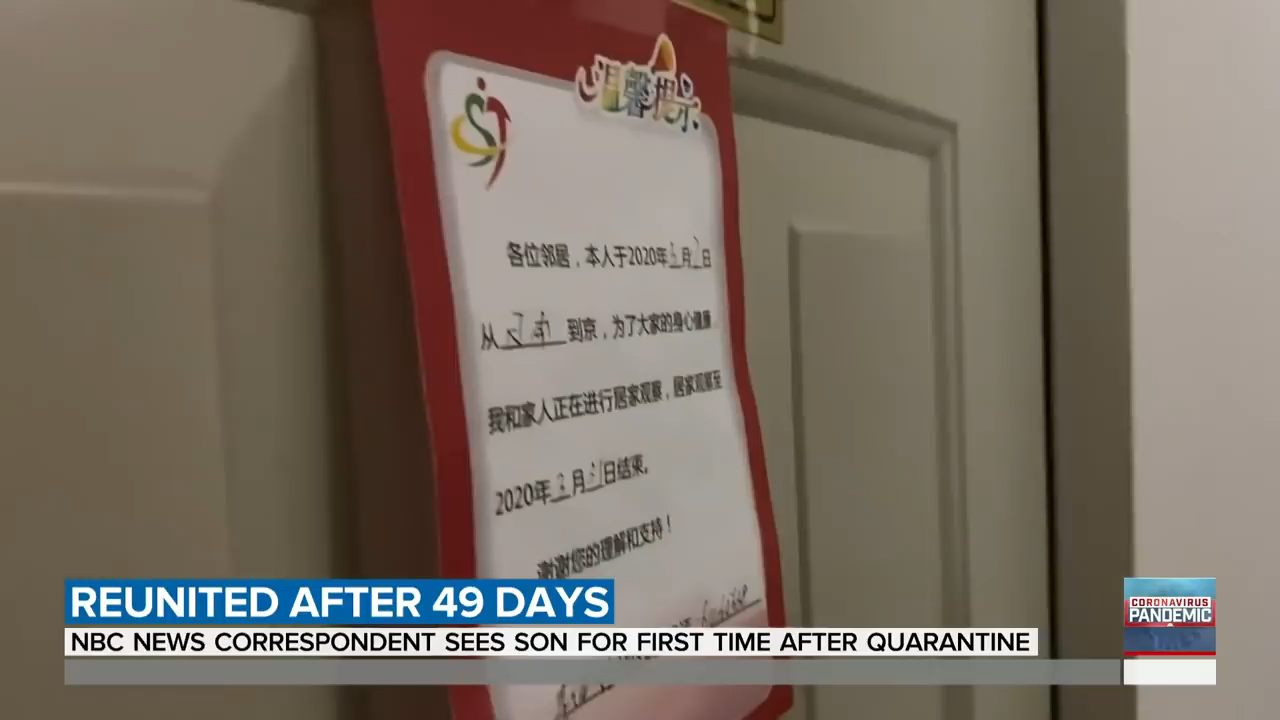 温馨提示
各位邻居，本人于2020年3月 日
从 到京，为了大家的身心健康，
我和家人正在进行居家观察，居家观察至
2020年3月31日结束。
谢谢您的理解和支持！
REUNITED AFTER 49 DAYS
NBC NEWS CORRESPONDENT SEES SON FOR FIRST TIME AFTER QUARANTINE
CORONAVIRUS
PANDEMIC